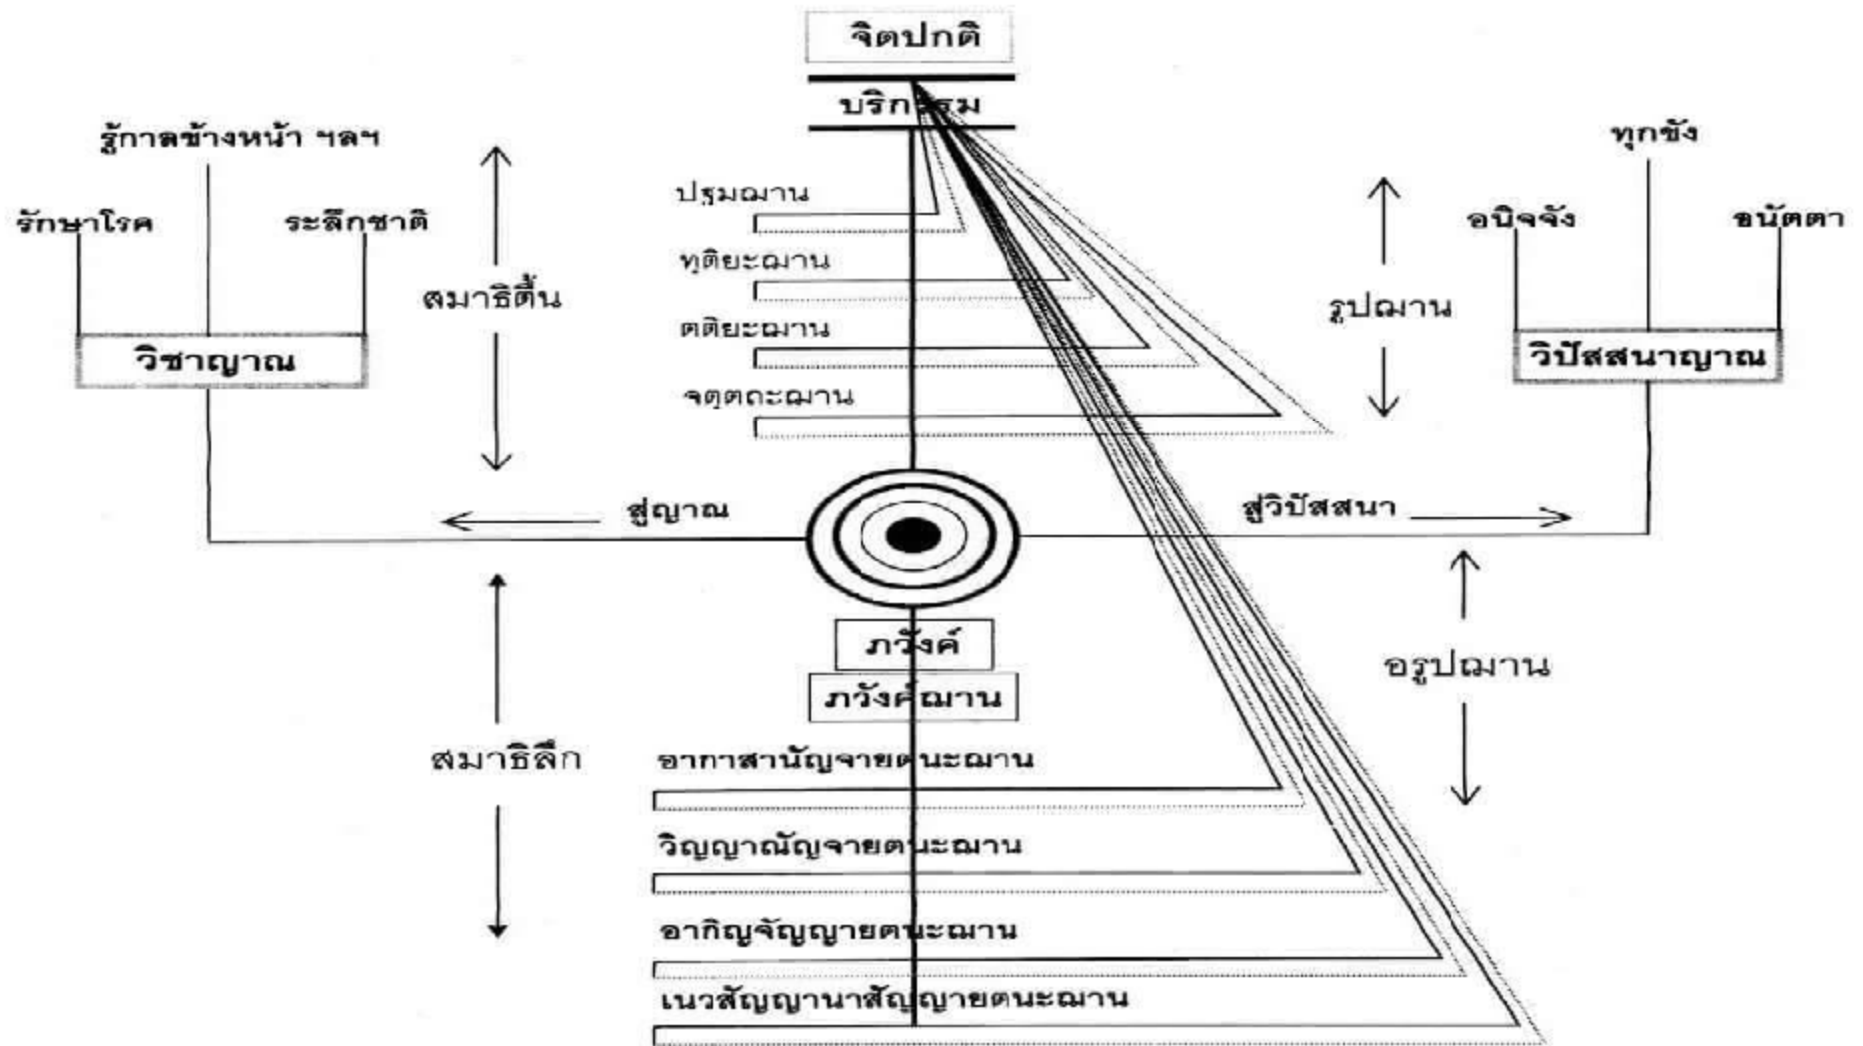 จิตปกติ
บริกรรม
รู้กาลข้างหน้า ฯลฯ
รักษาโรค
ระลึกชาติ
วิชาญาณ
สมาธิตื้น
ปฐมฌาน
ทุติยะฌาน
ตติยะฌาน
จตุตถะฌาน
รูปฌาน
ทุกขัง
อนิจจัง
อนัตตา
วิปัสสนาญาณ
สู่ญาณ
สู่วิปัสสนา
ภวังค์
ภวังค์ฌาน
อรูปฌาน
สมาธิลึก
อากาสานัญจายตนะฌาน
วิญญาณัญจายตนะฌาน
อากิญจัญญายตนะฌาน
เนวสัญญานาสัญญายตนะฌาน